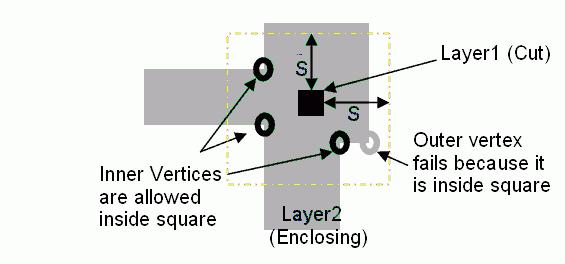 Layer1 (Cut)
S
S
Outer vertex
fails because it
is inside square
Inner Vertices
are allowed
inside square
Layer2
(Enclosing)